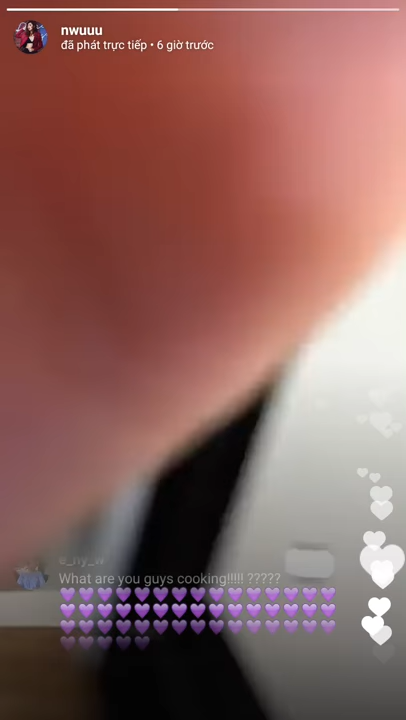 nwuuu
đã phát trực tiếp • 6 giờ trước
What are you guys cooking!!!!! ?????
💜💜💜💜💜💜💜💜💜💜💜💜💜💜💜
💜💜💜💜💜💜💜💜💜💜💜💜💜💜💜
💜💜💜💜💜💜💜💜💜💜💜💜💜💜💜
💜💜💜💜💜